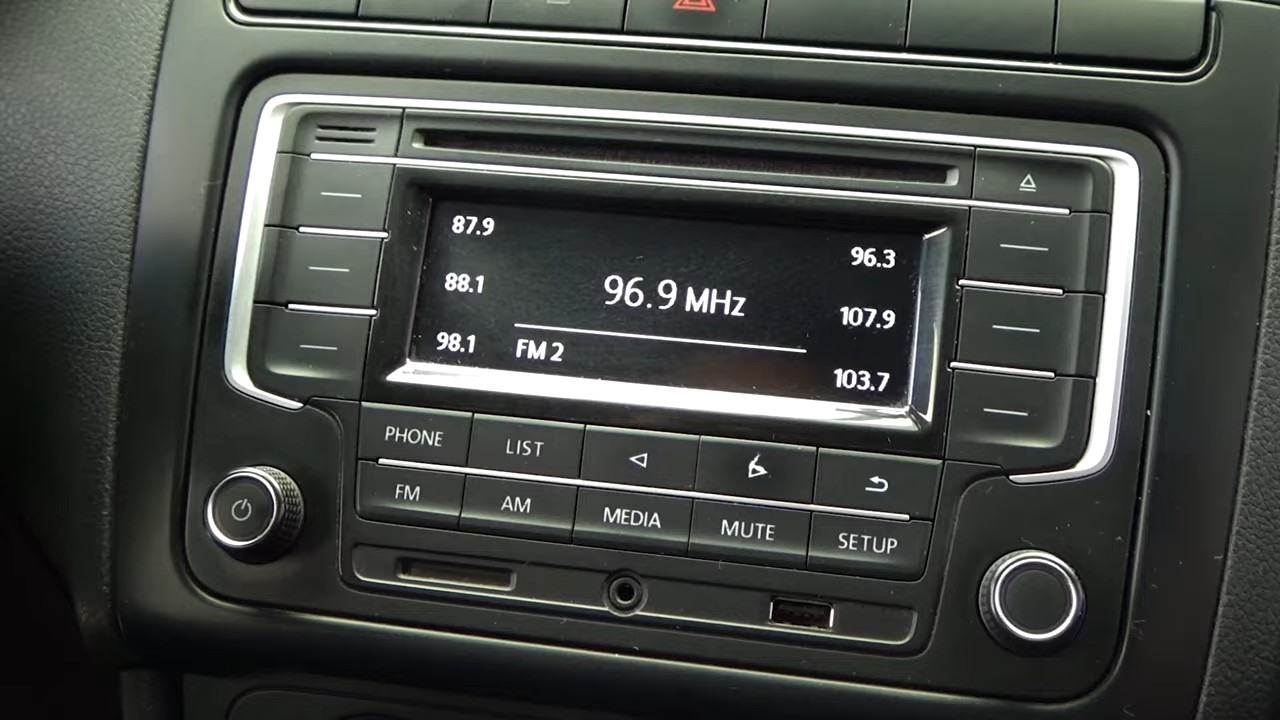 87.9
96.3
88.1
96.9 MHz
107.9
98.1
FM 2
103.7
PHONE
LIST
FM
AM
MEDIA
MUTE
SETUP